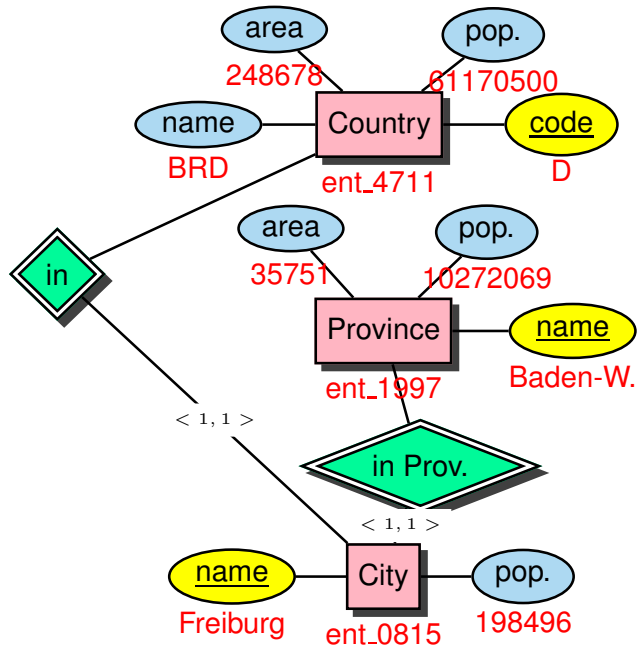 area
pop.
248678
61170500
name
Country
code
BRD
ent_4711
D
area
pop.
in
35751
10272069
Province
name
ent_1997
Baden-W.
< 1, 1 >
in Prov.
< 1, 1 >
name
City
pop.
Freiburg
ent_0815
198496